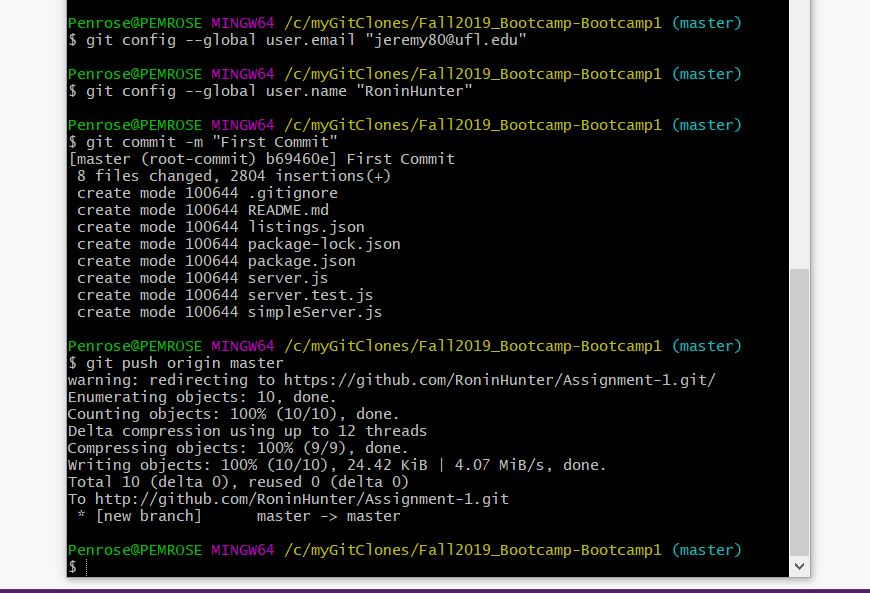 Penrose@PEMROSE MINGW64 /c/myGitClones/Fall2019_Bootcamp-Bootcamp1 (master)
$ git config --global user.email "jeremy80@ufl.edu"
Penrose@PEMROSE MINGW64 /c/myGitClones/Fall2019_Bootcamp-Bootcamp1 (master)
$ git config --global user.name "RoninHunter"
Penrose@PEMROSE MINGW64 /c/myGitClones/Fall2019_Bootcamp-Bootcamp1 (master)
$ git commit -m "First Commit"
[master (root-commit) b69460e] First Commit
 8 files changed, 2804 insertions(+)
 create mode 100644 .gitignore
 create mode 100644 README.md
 create mode 100644 listings.json
 create mode 100644 package-lock.json
 create mode 100644 package.json
 create mode 100644 server.js
 create mode 100644 server.test.js
 create mode 100644 simpleServer.js
Penrose@PEMROSE MINGW64 /c/myGitClones/Fall2019_Bootcamp-Bootcamp1 (master)
$ git push origin master
warning: redirecting to https://github.com/RoninHunter/Assignment-1.git/
Enumerating objects: 10, done.
Counting objects: 100% (10/10), done.
Delta compression using up to 12 threads
Compressing objects: 100% (9/9), done.
Writing objects: 100% (10/10), 24.42 KiB | 4.07 MiB/s, done.
Total 10 (delta 0), reused 0 (delta 0)
To http://github.com/RoninHunter/Assignment-1.git
 * [new branch]      master -> master
Penrose@PEMROSE MINGW64 /c/myGitClones/Fall2019_Bootcamp-Bootcamp1 (master)
$